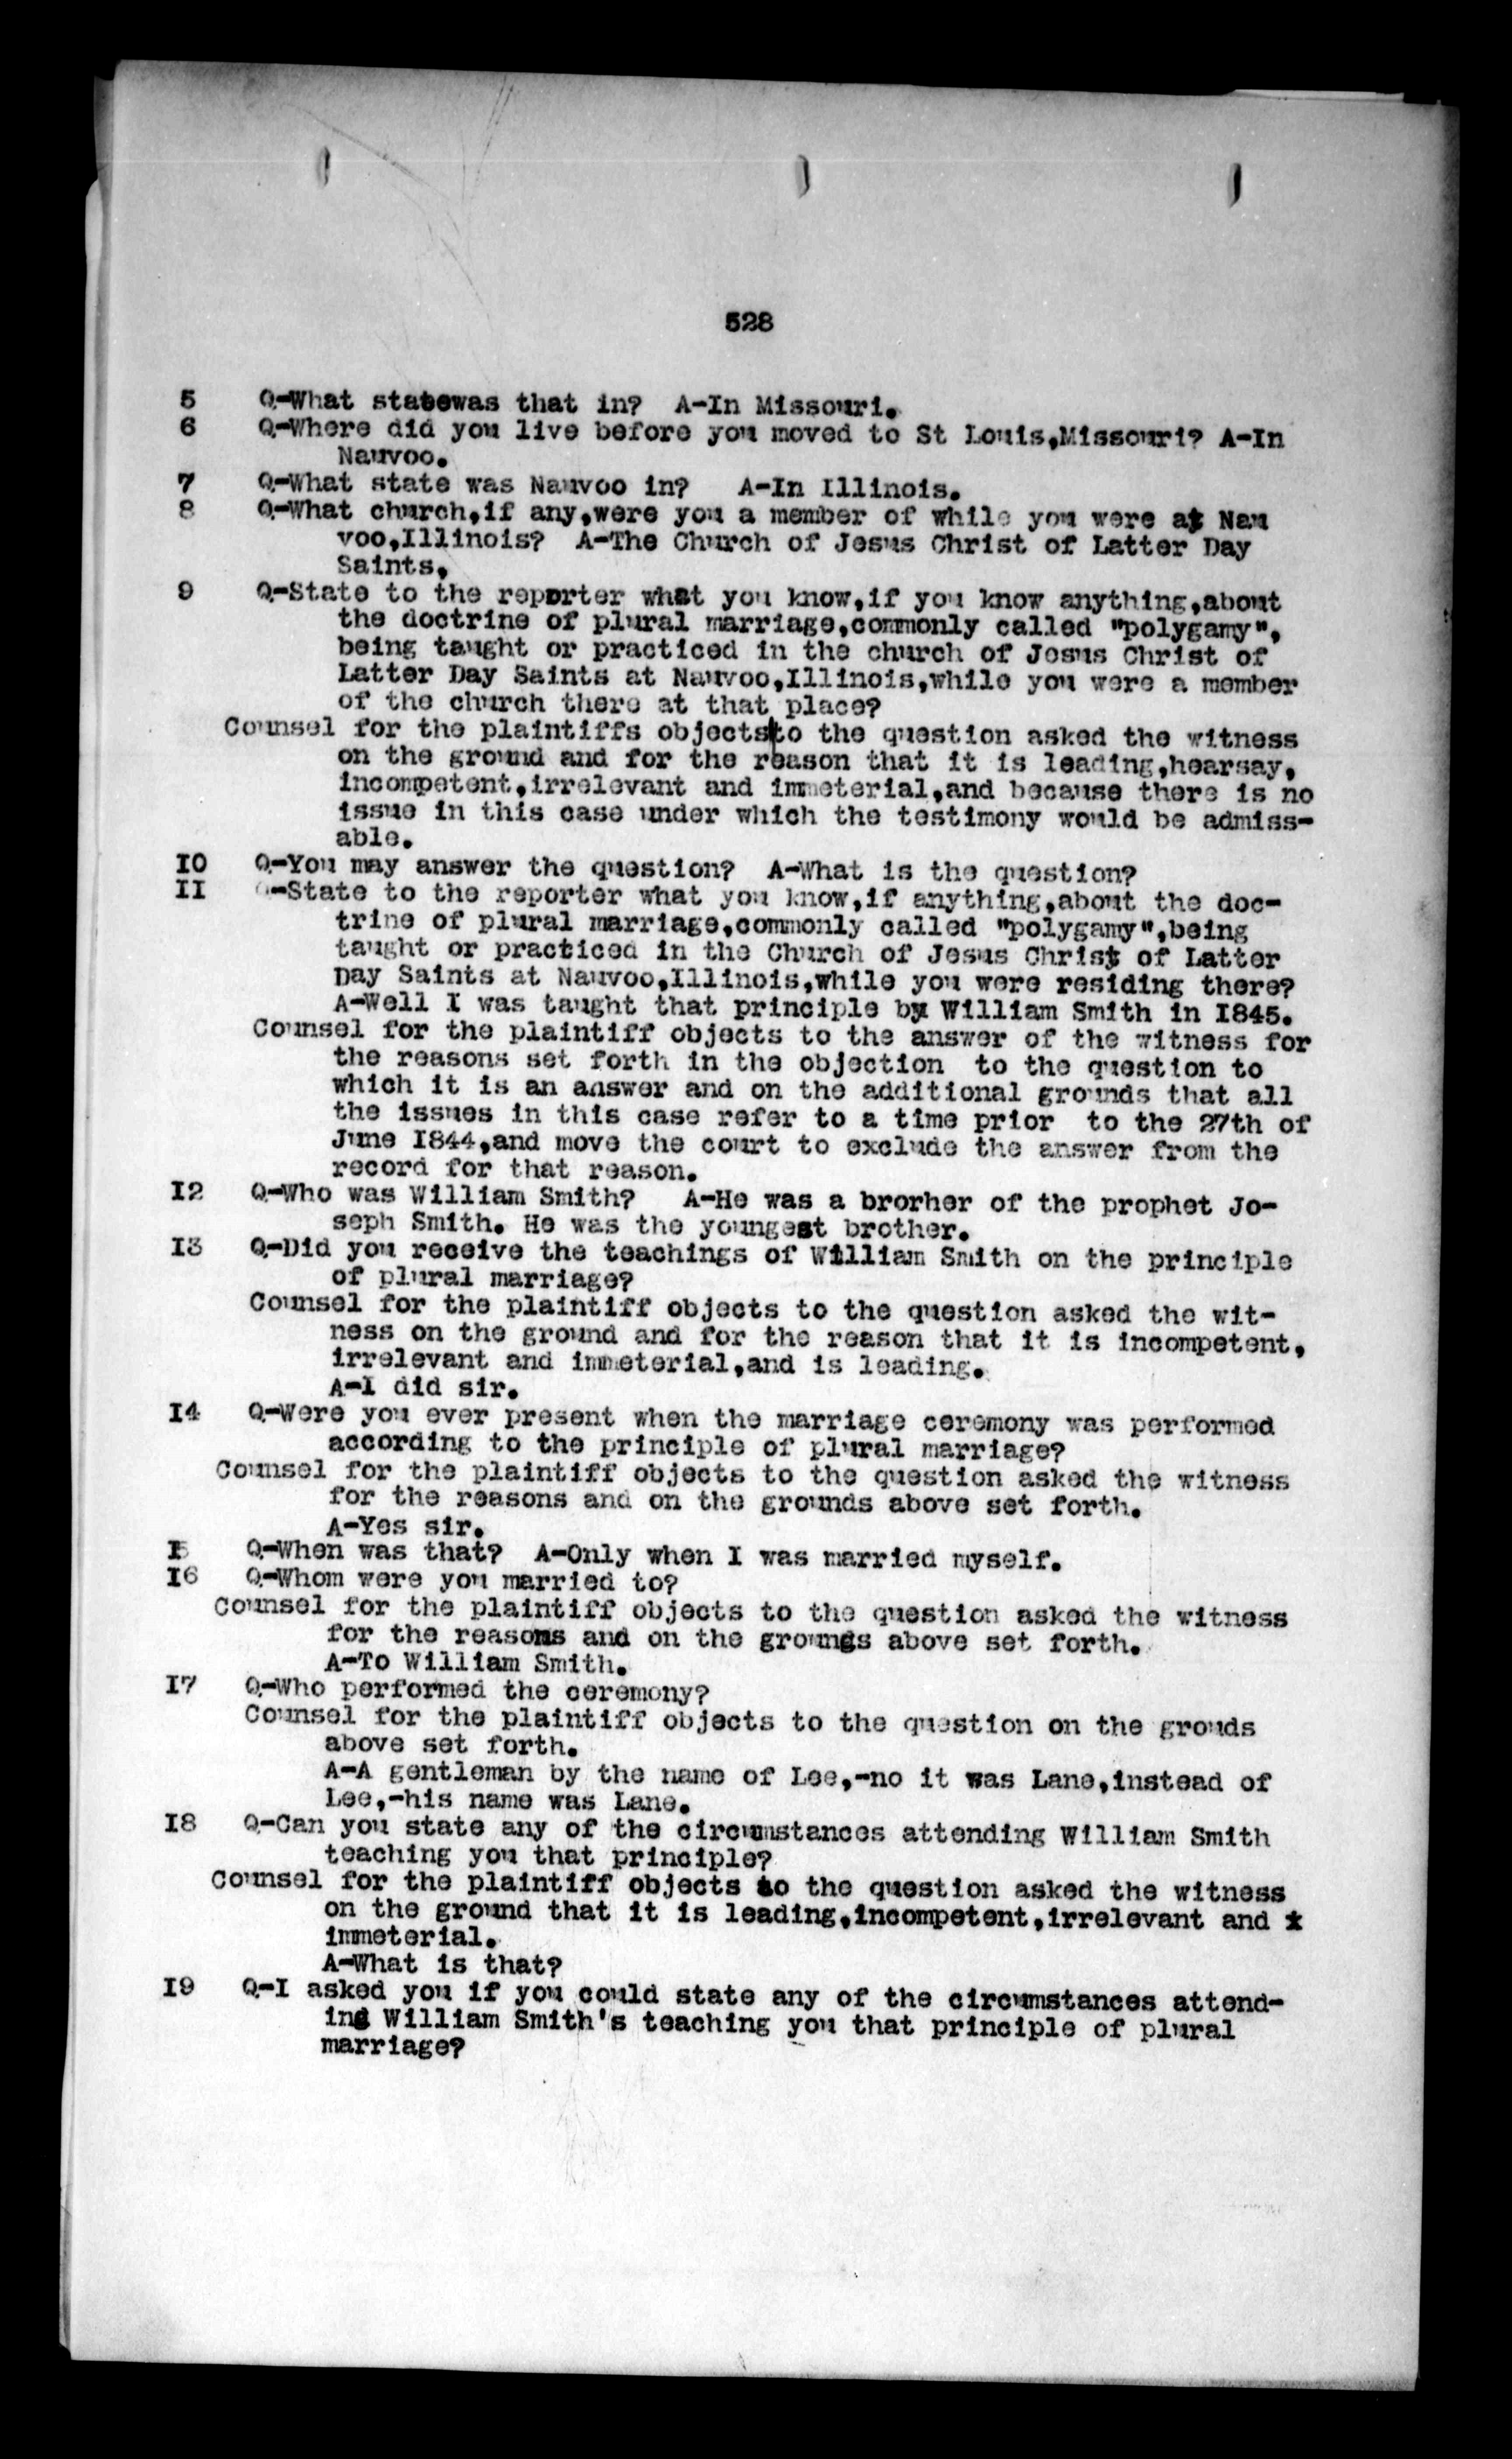 528
5 Q-What statewas that in? A-In Missouri.
6 Q-Where did you live before you moved to St Louis,Missouri? A-In
Nauvoo.
7 Q-What state was Nauvoo in? A-In Illinois.
8 Q-What church,if any,were you a member of while you were at Nau
voo,Illinois? A-The Church of Jesus Christ of Latter Day
Saints.
9 Q-State to the reporter what you know,if you know anything,about
the doctrine of plural marriage,commonly called "polygamy",
being taught or practiced in the church of Jesus Christ of
Latter Day Saints at Nauvoo,Illinois,while you were a member
of the church there at that place?
Counsel for the plaintiffs objects to the question asked the witness
on the ground and for the reason that it is leading,hearsay,
incompetent,irrelevant and immeterial,and because there is no
issue in this case under which the testimony would be admiss-
able.
I0 Q-You may answer the question? A-What is the question?
II Q-State to the reporter what you know,if anything,about the doc-
trine of plural marriage,commonly called "polygamy",being
taught or practiced in the Church of Jesus Christ of Latter
Day Saints at Nauvoo,Illinois,while you were residing there?
A-Well I was taught that principle by William Smith in I845.
Counsel for the plaintiff objects to the answer of the witness for
the reasons set forth in the objection to the question to
which it is an answer and on the additional grounds that all
the issues in this case refer to a time prior to the 27th of
June I844,and move the court to exclude the answer from the
record for that reason.
I2 Q-Who was William Smith? A-He was a brorher of the prophet Jo-
seph Smith. He was the youngest brother.
I3 Q-Did you receive the teachings of William Smith on the principle
of plural marriage?
Counsel for the plaintiff objects to the question asked the wit-
ness on the ground and for the reason that it is incompetent,
irrelevant and immeterial,and is leading.
A-I did sir.
I4 Q-Were you ever present when the marriage ceremony was performed
according to the principle of plural marriage?
Counsel for the plaintiff objects to the question asked the witness
for the reasons and on the grounds above set forth.
A-Yes sir.
I5 Q-When was that? A-Only when I was married myself.
I6 Q-Whom were you married to?
Counsel for the plaintiff objects to the question asked the witness
for the reasons and on the grounds above set forth.
A-To William Smith.
I7 Q-Who performed the ceremony?
Counsel for the plaintiff objects to the question on the grouds
above set forth.
A-A gentleman by the name of Lee,-no it was Lane,instead of
Lee,-his name was Lane.
I8 Q-Can you state any of the circumstances attending William Smith
teaching you that principle?
Counsel for the plaintiff objects to the question asked the witness
on the ground that it is leading,incompetent,irrelevant and x
immeterial.
A-What is that?
I9 Q-I asked you if you could state any of the circumstances attend-
ing William Smith's teaching you that principle of plural
marriage?